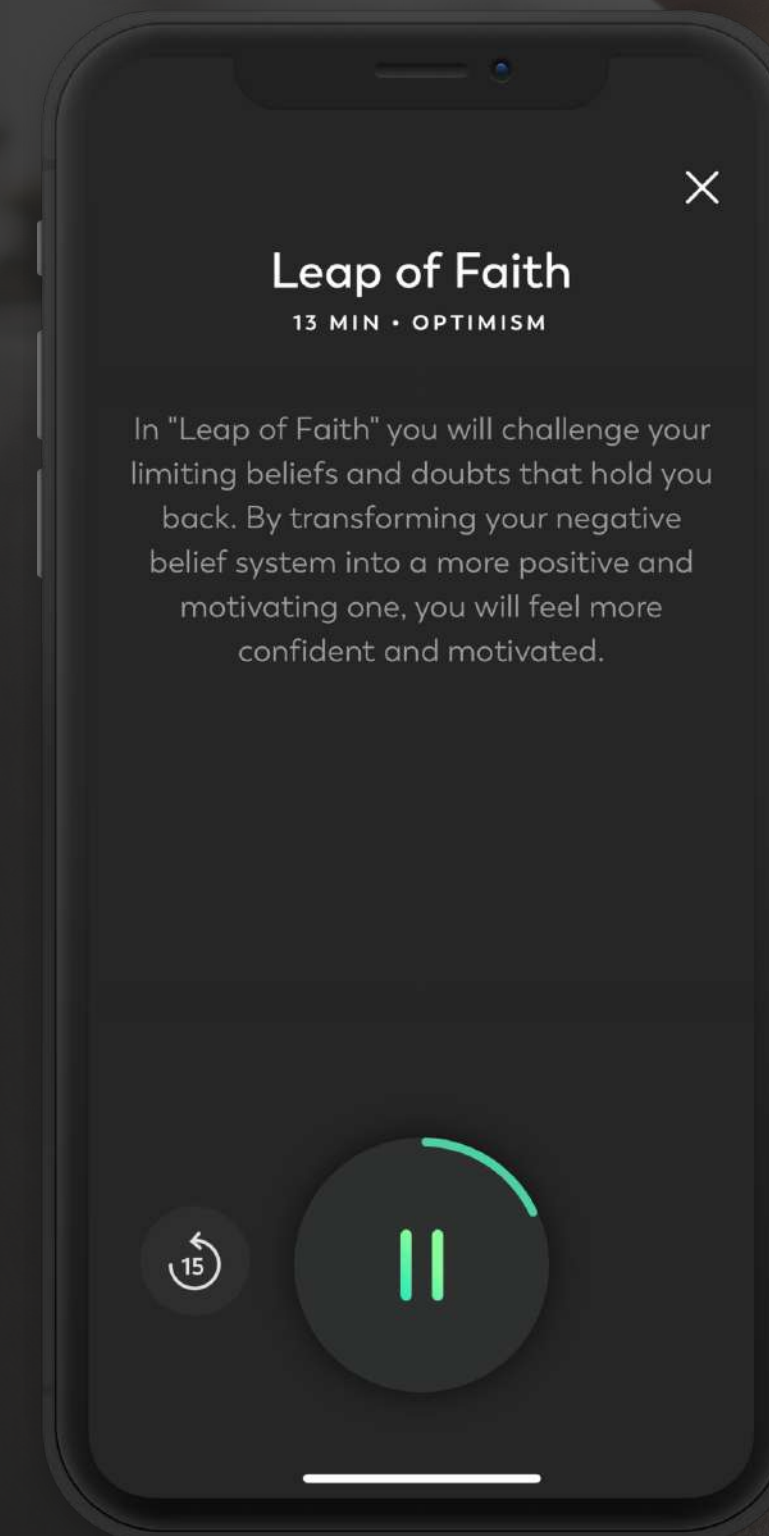 Leap of Faith
13 MIN • OPTIMISM
In "Leap of Faith" you will challenge your
limiting beliefs and doubts that hold you
back. By transforming your negative
belief system into a more positive and
motivating one, you will feel more
confident and motivated.
15